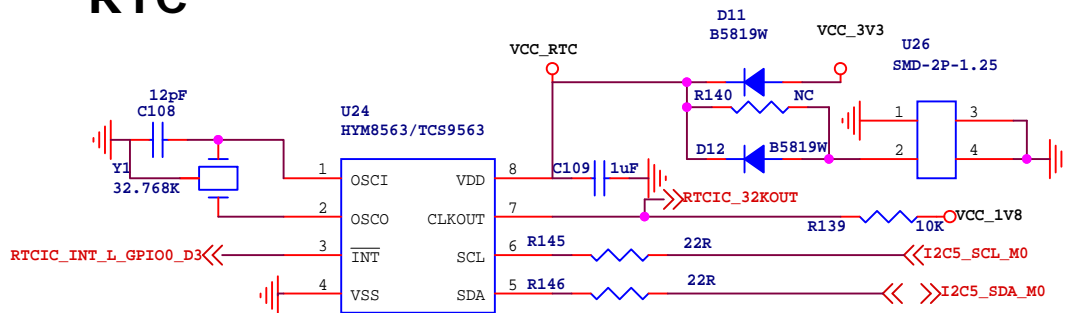 RTC
D11
B5819W
VCC_RTC
VCC_3V3
U26
SMD-2P-1.25
12pF
C108
U24
HYM8563/TCS9563
R140
NC
1
3
Y1
32.768K
D12
B5819W
2
4
1
OSCI
VDD
8
C109
1uF
RTCIC_32KOUT
2
OSCO
CLKOUT
7
R139
10K
VCC_1V8
RTCIC_INT_L_GPIO0_D3
3
INT
SCL
6
R145
22R
I2C5_SCL_M0
4
VSS
SDA
5
R146
22R
I2C5_SDA_M0